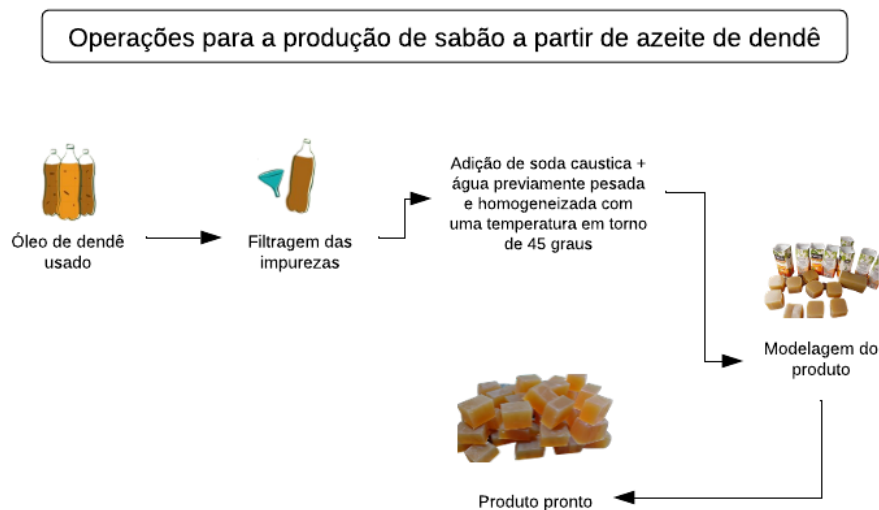 Operações para a produção de sabão a partir de azeite de dendê
Óleo de dendê
usado
Filtragem das
impurezas
Adição de soda caustica +
água previamente pesada
e homogeneizada com
uma temperatura em torno
de 45 graus
Modelagem do
produto
Produto pronto